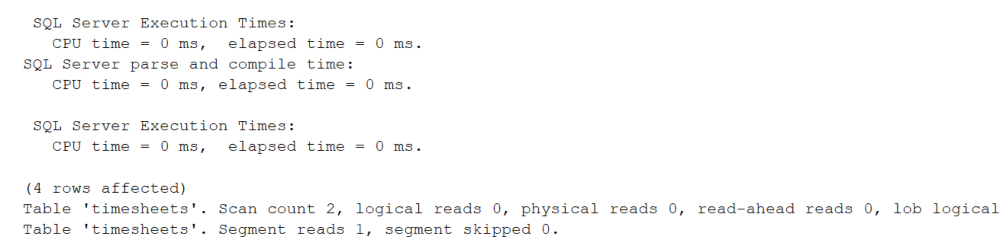 SQL Server Execution Times:
CPU time = 0 ms,  elapsed time = 0 ms.
SQL Server parse and compile time:
CPU time = 0 ms, elapsed time = 0 ms.
SQL Server Execution Times:
CPU time = 0 ms,  elapsed time = 0 ms.
(4 rows affected)
Table 'timesheets'. Scan count 2, logical reads 0, physical reads 0, read-ahead reads 0, lob logical
Table 'timesheets'. Segment reads 1, segment skipped 0.